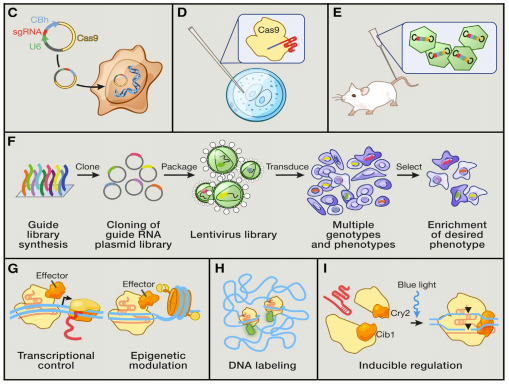 C
CBh
sgRNA
U6
Cas9
D
Cas9
E
F
Clone
Package
Transduce
Select
Guide
library
synthesis
Cloning of
guide RNA
plasmid library
Lentivirus library
Multiple
genotypes
and phenotypes
Enrichment
of desired
phenotype
G
Effector
Transcriptional
control
Effector
Epigenetic
modulation
H
DNA labeling
I
Blue light
Cry2
Cib1
Inducible regulation